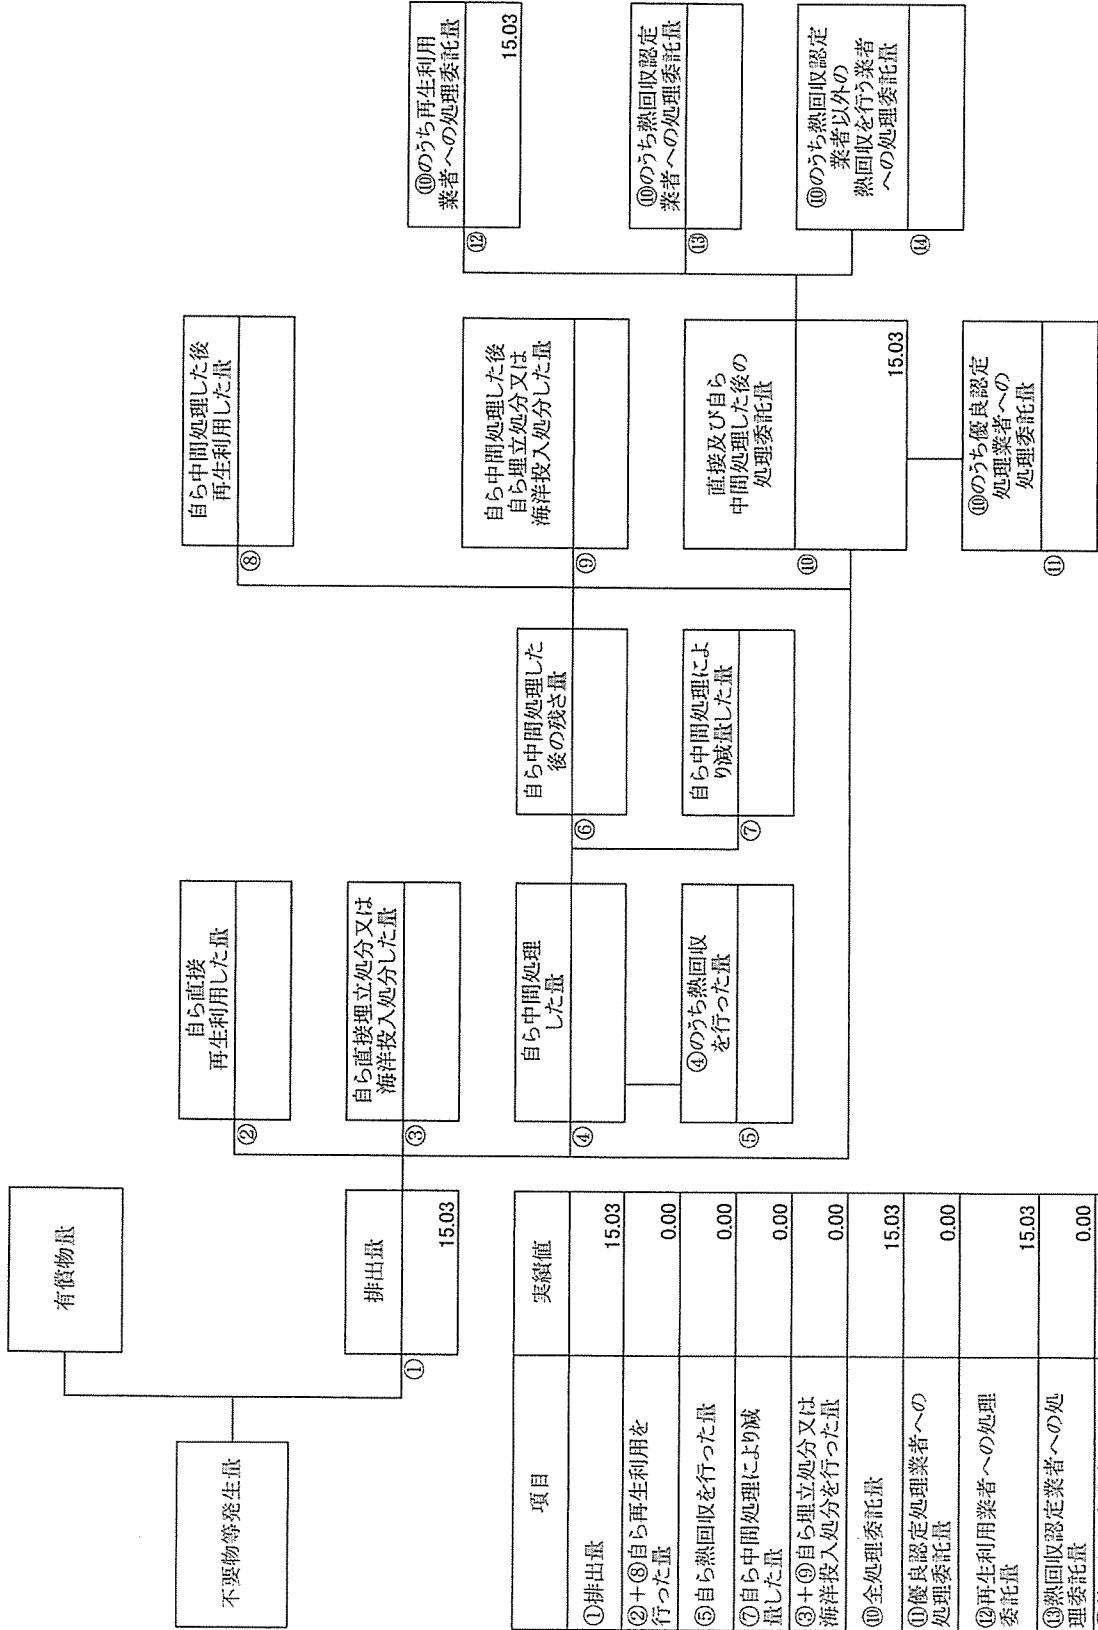 不要物等発生量
有償物量
①
排出量
15.03
②
自ら直接
再生利用した量
③
自ら直接埋立処分又は
海洋投入処分した量
④
自ら中間処理
した量
⑤
④のうち熱回収
を行った量
⑥
自ら中間処理した
後の残さ量
⑦
自ら中間処理によ
り減量した量
⑧
自ら中間処理した後
再生利用した量
⑨
自ら中間処理した後
自ら埋立処分又は
海洋投入処分した量
⑩
直接及び自ら
中間処理した後の
処理委託量
15.03
⑪
⑩のうち優良認定
処理業者への
処理委託量
⑫
⑩のうち再生利用
業者への処理委託量
15.03
⑬
⑩のうち熱回収認定
業者への処理委託量
⑭
⑩のうち熱回収認定
業者以外の
熱回収を行う業者
への処理委託量
項目 実績値
①排出量 15.03
②+⑧自ら再生利用を
行った量 0.00
⑤自ら熱回収を行った量 0.00
⑦自ら中間処理により減
量した量 0.00
③+⑨自ら埋立処分又は
海洋投入処分を行った量 0.00
⑩全処理委託量 15.03
⑪優良認定処理業者への
処理委託量 0.00
⑫再生利用業者への処理
委託量 15.03
⑬熱回収認定業者への処
理委託量 0.00